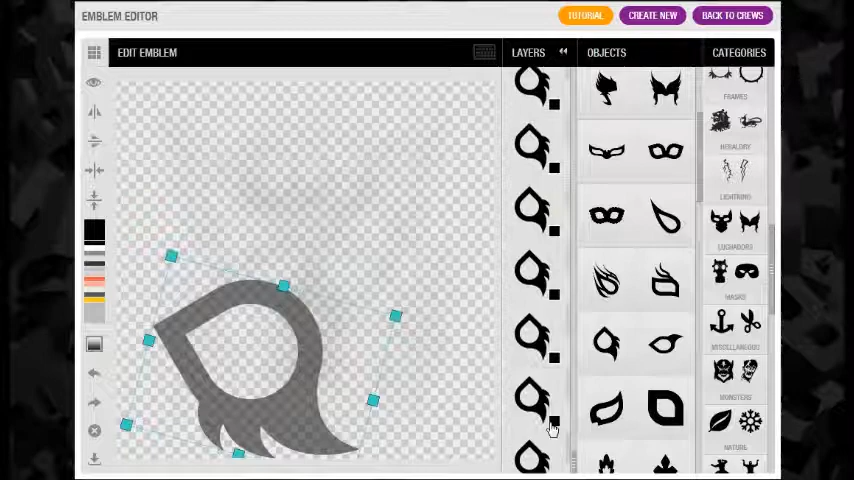 EMBLEM EDITOR
TUTORIAL
CREATE NEW
BACK TO CREWS
EDIT EMBLEM
LAYERS
OBJECTS
CATEGORIES
FRAMES
HERALDRY
LIGHTNING
LUCHADORS
MASKS
MISCELLANEOUS
MONSTERS
NATURE